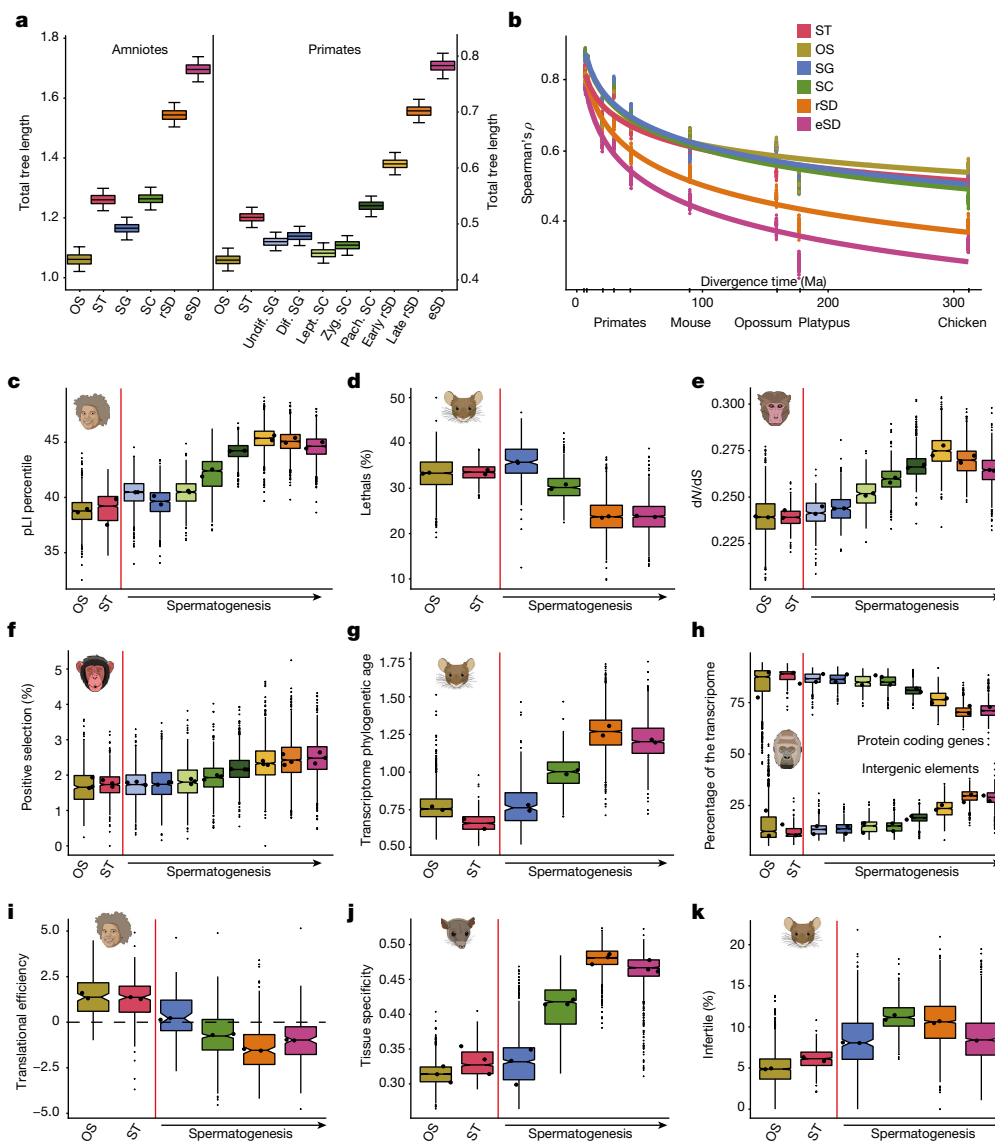 a
Amniotes
Primates
Total tree length
1.8
1.6
1.4
1.2
1.0
Total tree length
0.8
0.7
0.6
0.5
0.4
OS
ST
SG
SC
rSD
eSD
OS
ST
Undif. SG
Dif. SG
Lept. SC
Zyg. SC
Pach. SC
Early rSD
Late rSD
eSD
b
ST
OS
SG
SC
rSD
eSD
Spearman's ρ
0.8
0.6
0.4
Divergence time (Ma)
0
100
200
300
Primates
Mouse
Opossum
Platypus
Chicken
c
pLI percentile
45
40
35
OS
ST
Spermatogenesis
d
Lethals (%)
50
40
30
20
10
OS
ST
Spermatogenesis
e
dN/dS
0.300
0.275
0.250
0.225
OS
ST
Spermatogenesis
f
Positive selection (%)
5
4
3
2
1
0
OS
ST
Spermatogenesis
g
Transcriptome phylogenetic age
1.75
1.50
1.25
1.00
0.75
0.50
OS
ST
Spermatogenesis
h
Percentage of the transcripome
75
50
25
Protein coding genes
Intergenic elements
OS
ST
Spermatogenesis
i
Translational efficiency
5.0
2.5
0
−2.5
−5.0
OS
ST
Spermatogenesis
j
Tissue specificity
0.50
0.45
0.40
0.35
0.30
OS
ST
Spermatogenesis
k
Infertile (%)
20
15
10
5
0
OS
ST
Spermatogenesis